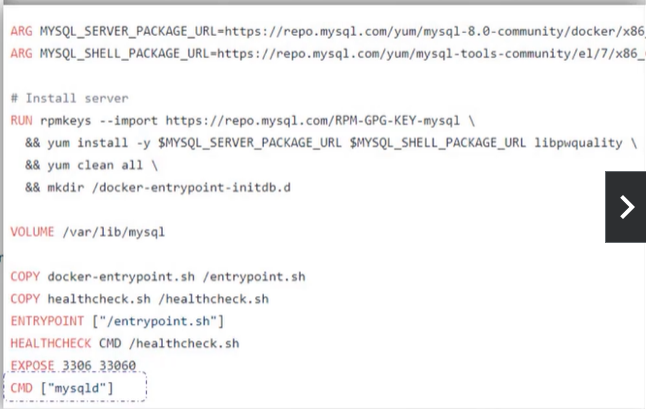 ARG MYSQL_SERVER_PACKAGE_URL=https://repo.mysql.com/yum/mysql-8.0-community/docker/x86_
ARG MYSQL_SHELL_PACKAGE_URL=https://repo.mysql.com/yum/mysql-tools-community/el/7/x86_
# Install server
RUN rpmkeys --import https://repo.mysql.com/RPM-GPG-KEY-mysql \
&& yum install -y $MYSQL_SERVER_PACKAGE_URL $MYSQL_SHELL_PACKAGE_URL libpwquality \
&& yum clean all \
&& mkdir /docker-entrypoint-initdb.d
VOLUME /var/lib/mysql
COPY docker-entrypoint.sh /entrypoint.sh
COPY healthcheck.sh /healthcheck.sh
ENTRYPOINT ["/entrypoint.sh"]
HEALTHCHECK CMD /healthcheck.sh
EXPOSE 3306 33060
CMD ["mysqld"]